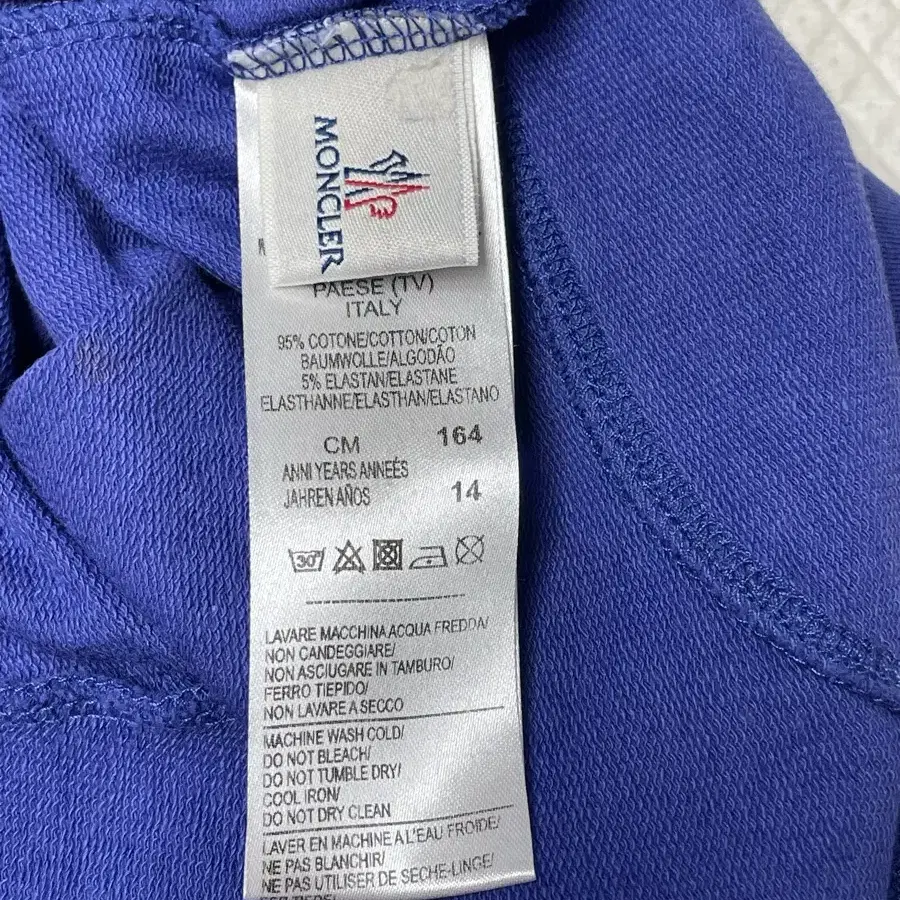 MONCLER
PAESE (TV)
ITALY
95% COTONE/COTTON/COTON
BAUMWOLLE/ALGODÃO
5% ELASTAN/ELASTANE
ELASTHANNE/ELASTHAN/ELASTANO
CM 164
ANNI YEARS ANNEÉS
JAHREN AÑOS 14
30°
LAVARE MACCHINA ACQUA FREDDA/
NON CANDEGGIARE/
NON ASCIUGARE IN TAMBURO/
FERRO TIEPIDO/
NON LAVARE A SECCO
MACHINE WASH COLD/
DO NOT BLEACH/
DO NOT TUMBLE DRY/
COOL IRON/
DO NOT DRY CLEAN
LAVER EN MACHINE A L'EAU FROIDE/
NE PAS BLANCHIR/
NE PAS UTILISER DE SECHE-LINGE/